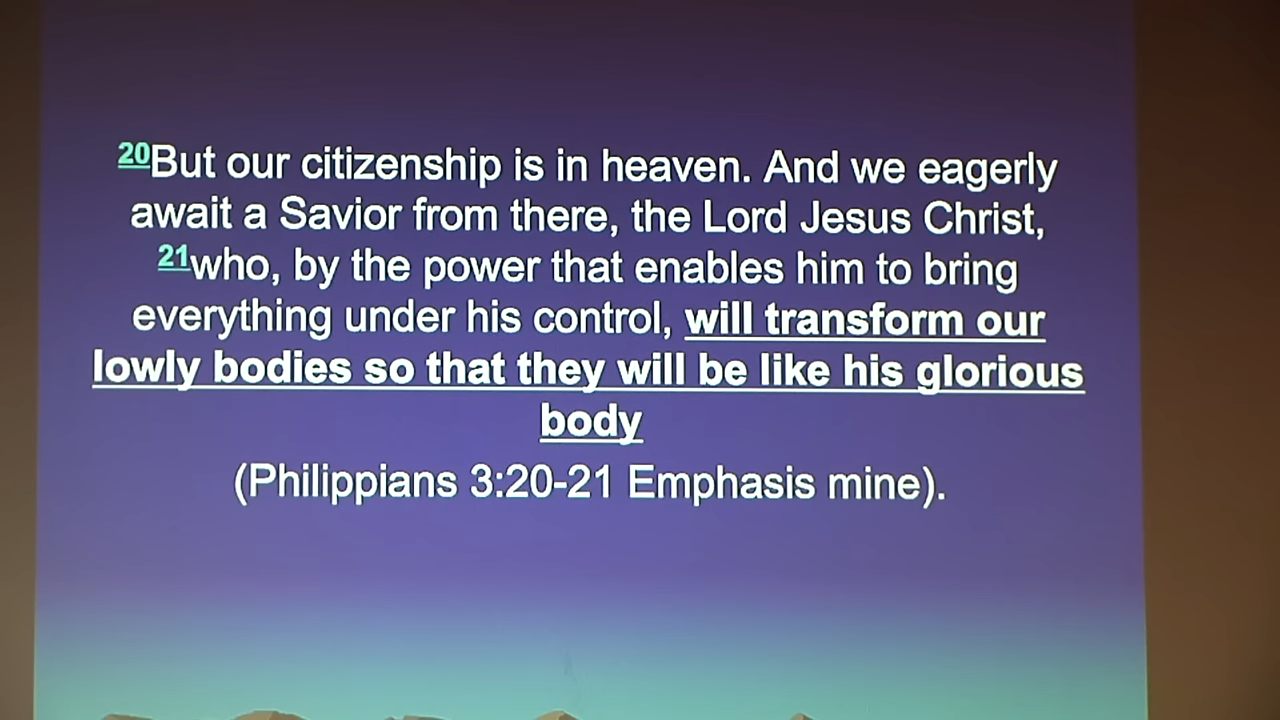 20But our citizenship is in heaven. And we eagerly
await a Savior from there, the Lord Jesus Christ,
21who, by the power that enables him to bring
everything under his control, will transform our
lowly bodies so that they will be like his glorious
body
(Philippians 3:20-21 Emphasis mine).